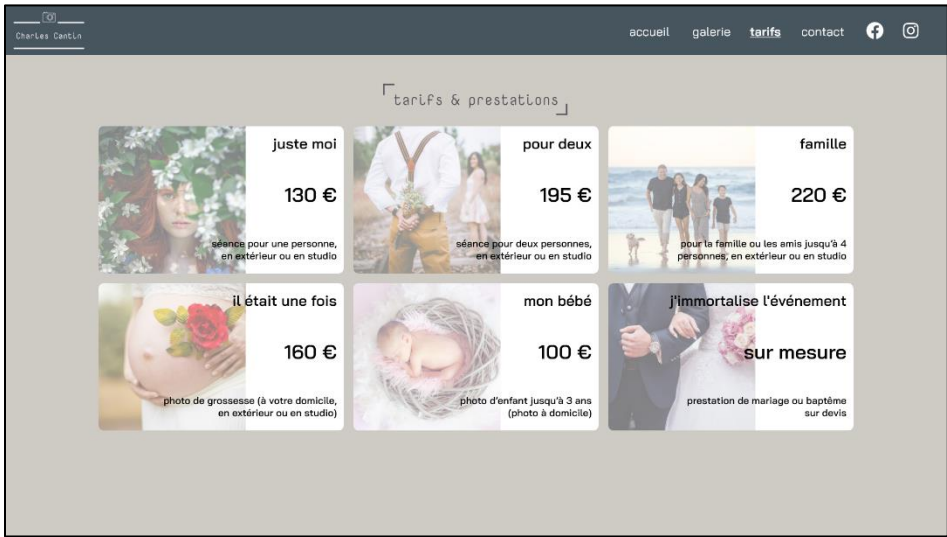 Charles Cantin
accueil galerie tarifs contact
tarifs & prestations
juste moi
130 €
séance pour une personne,
en extérieur ou en studio
pour deux
195 €
séance pour deux personnes,
en extérieur ou en studio
famille
220 €
pour la famille ou les amis jusqu'à 4
personnes, en extérieur ou en studio
il était une fois
160 €
photo de grossesse (à votre domicile,
en extérieur ou en studio)
mon bébé
100 €
photo d'enfant jusqu'à 3 ans
(photo à domicile)
j'immortalise l'événement
sur mesure
prestation de mariage ou baptême
sur devis